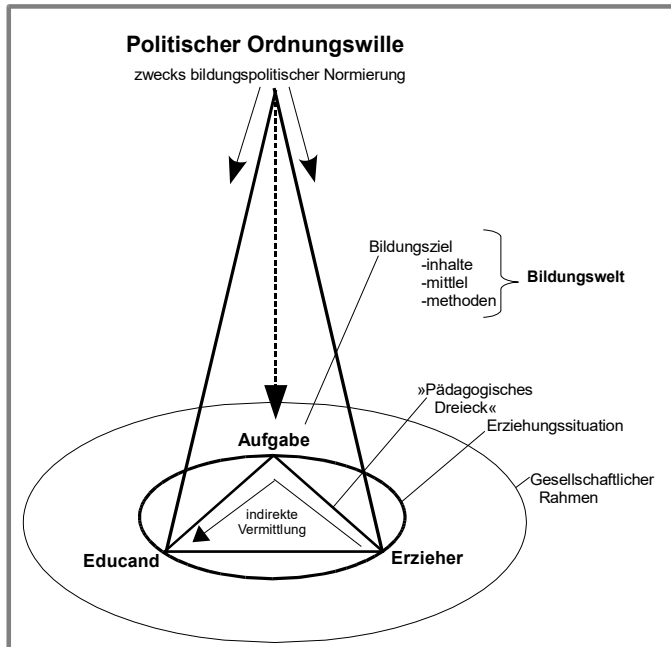 Politischer Ordnungswille
zwecks bildungspolitischer Normierung
Bildungsziel
-inhalte
-mittlel
-methoden
Bildungswelt
»Pädagogisches
Dreieck«
Erziehungssituation
Aufgabe
Gesellschaftlicher
Rahmen
indirekte
Vermittlung
Educand
Erzieher